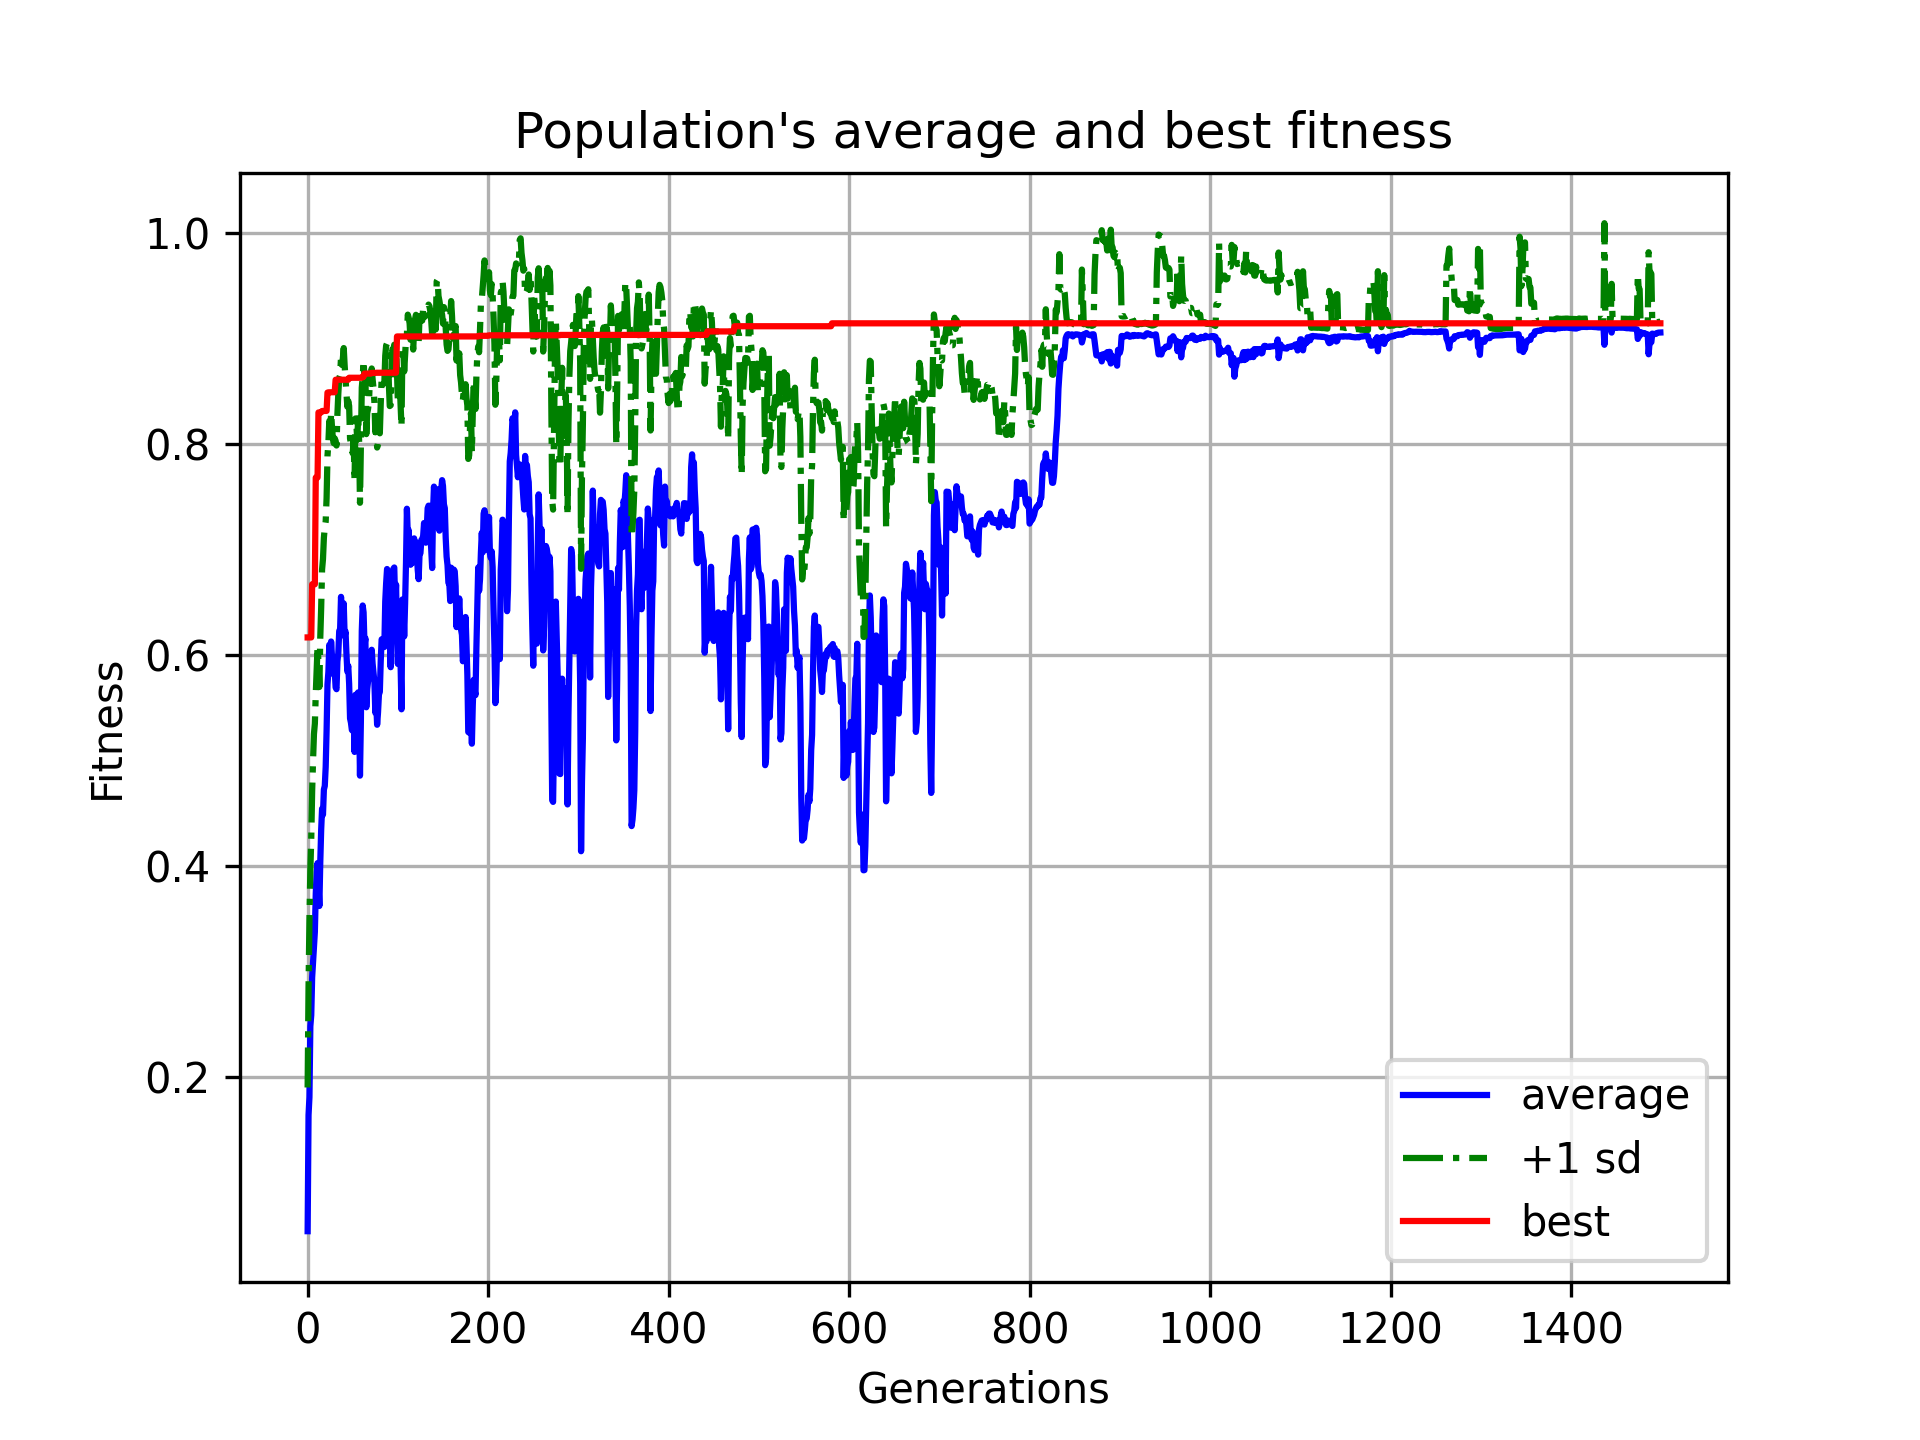 Population's average and best fitness
1.0
0.8
0.6
0.4
0.2
Fitness
average
+1 sd
best
0 200 400 600 800 1000 1200 1400
Generations